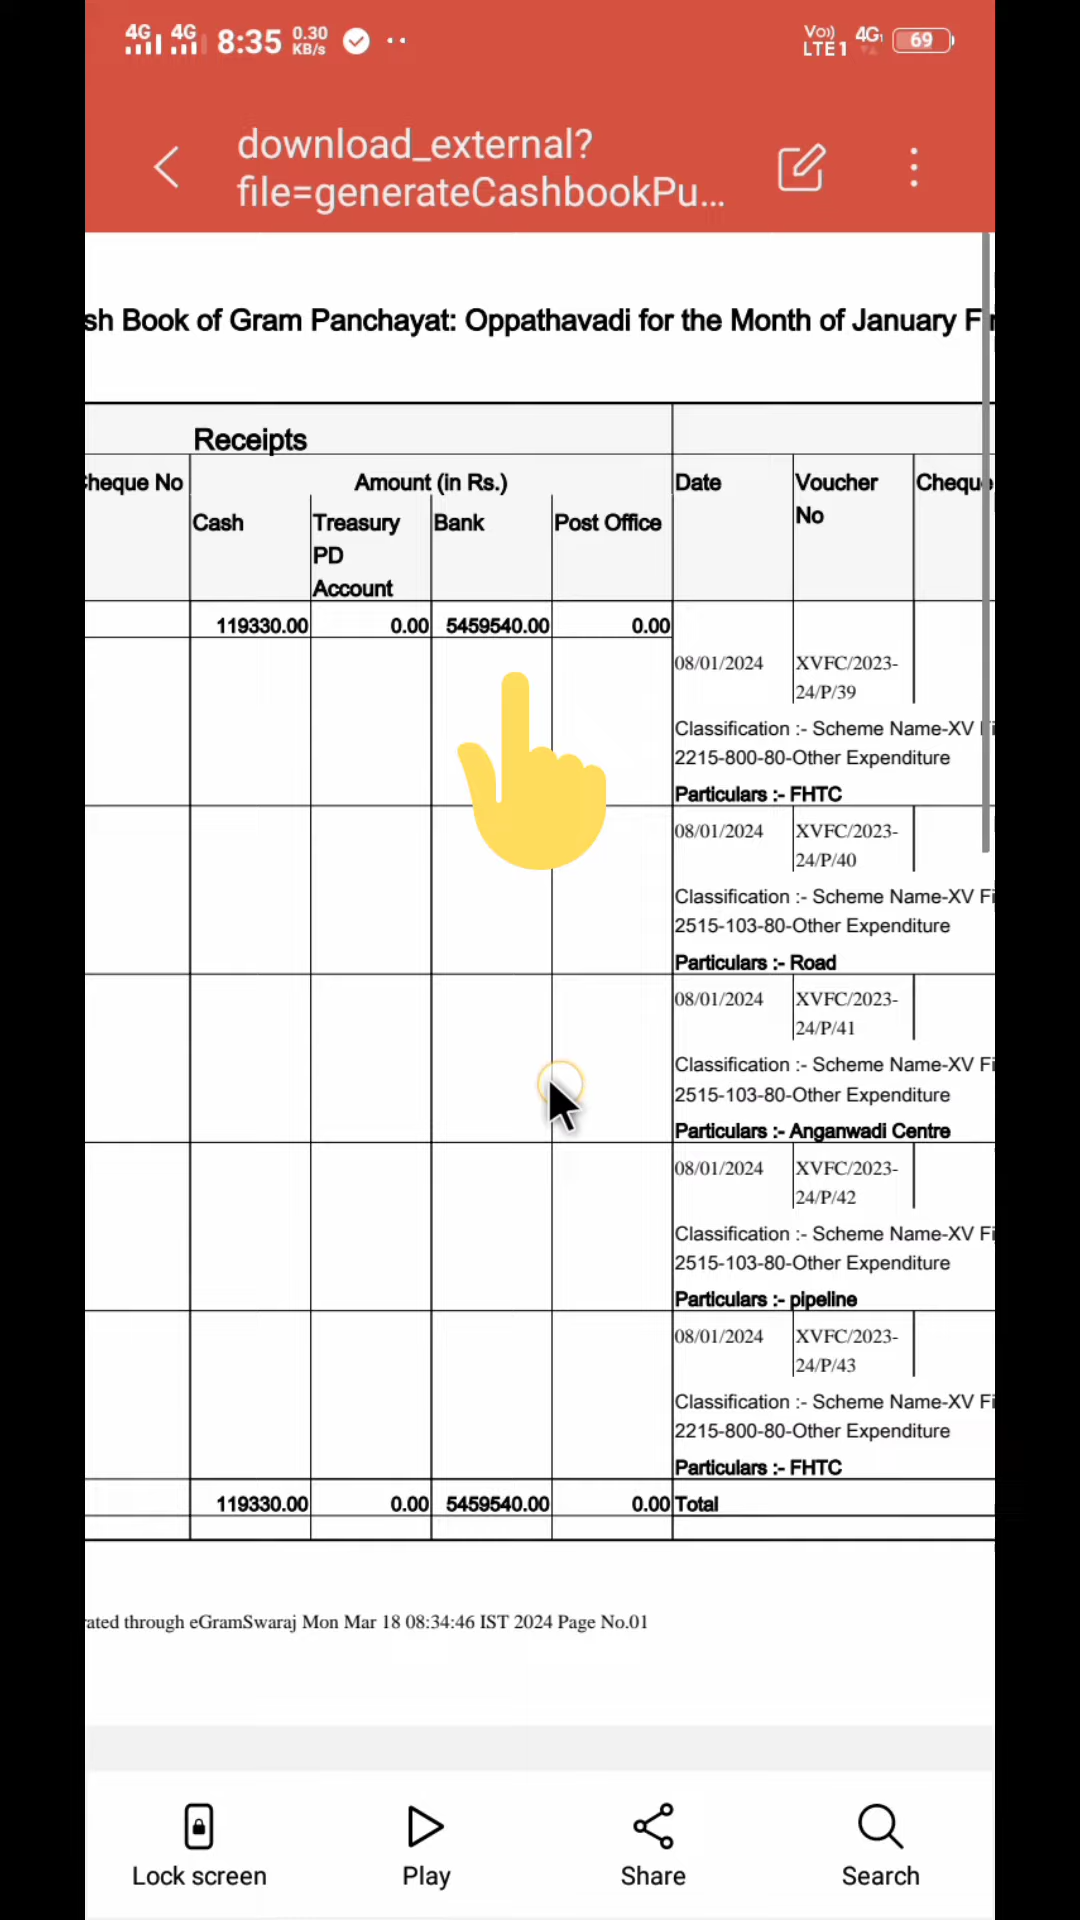 4G 4G 8:35 0.30 KB/s Vo)) LTE1 4G 69
download_external?
file=generateCashbookPu...
sh Book of Gram Panchayat: Oppathavadi for the Month of January
Receipts
heque No Amount (in Rs.) Date Voucher No Cheque
Cash Treasury PD Account Bank Post Office
119330.00 0.00 5459540.00 0.00
08/01/2024 XVFC/2023-
24/P/39
Classification :- Scheme Name-XV Fi
2215-800-80-Other Expenditure
Particulars :- FHTC
08/01/2024 XVFC/2023-
24/P/40
Classification :- Scheme Name-XV Fi
2515-103-80-Other Expenditure
Particulars :- Road
08/01/2024 XVFC/2023-
24/P/41
Classification :- Scheme Name-XV Fi
2515-103-80-Other Expenditure
Particulars :- Anganwadi Centre
08/01/2024 XVFC/2023-
24/P/42
Classification :- Scheme Name-XV Fi
2515-103-80-Other Expenditure
Particulars :- pipeline
08/01/2024 XVFC/2023-
24/P/43
Classification :- Scheme Name-XV Fi
2215-800-80-Other Expenditure
Particulars :- FHTC
119330.00 0.00 5459540.00 0.00 Total
rated through eGramSwaraj Mon Mar 18 08:34:46 IST 2024 Page No.01
Lock screen Play Share Search